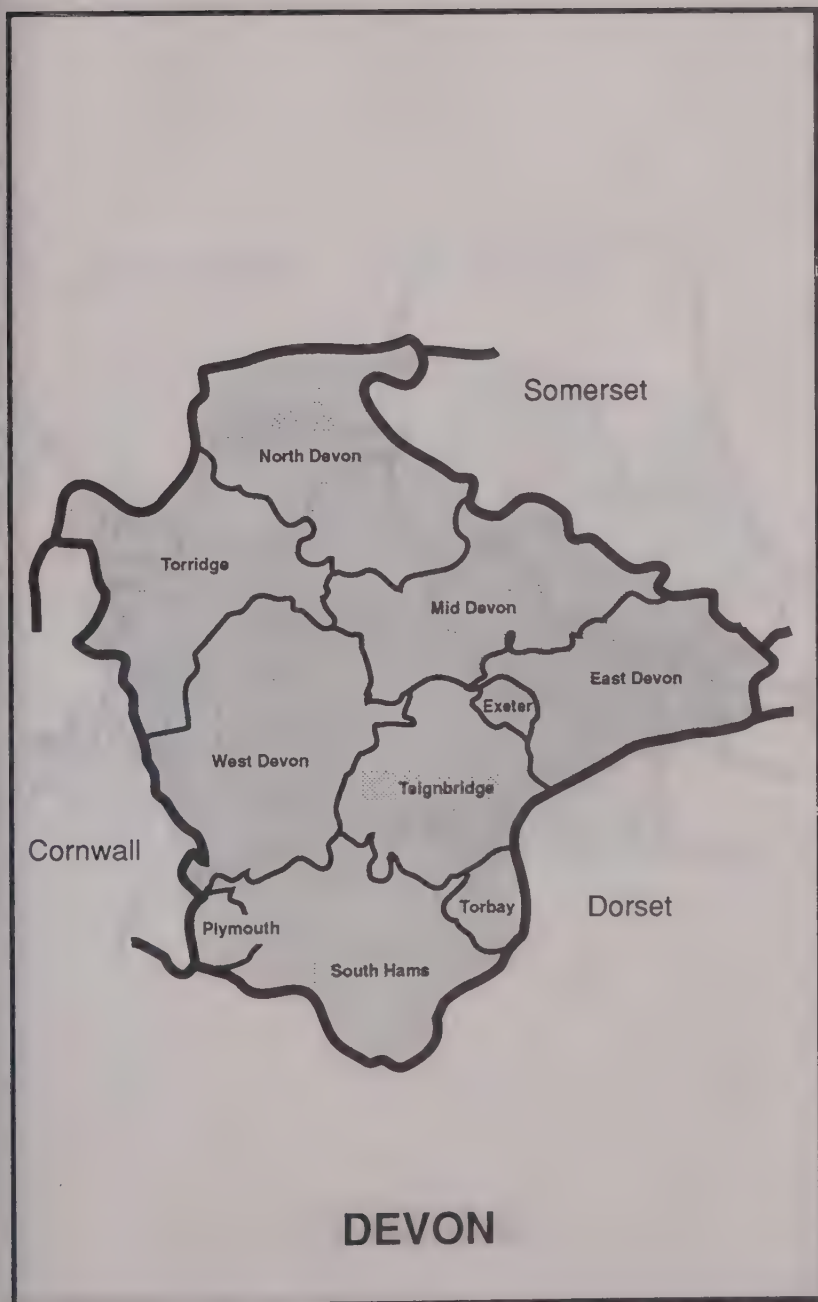 Somerset
North Devon
Torridge
Mid Devon
East Devon
Exeter
West Devon
Teignbridge
Cornwall
Torbay
Dorset
Plymouth
South Hams
DEVON